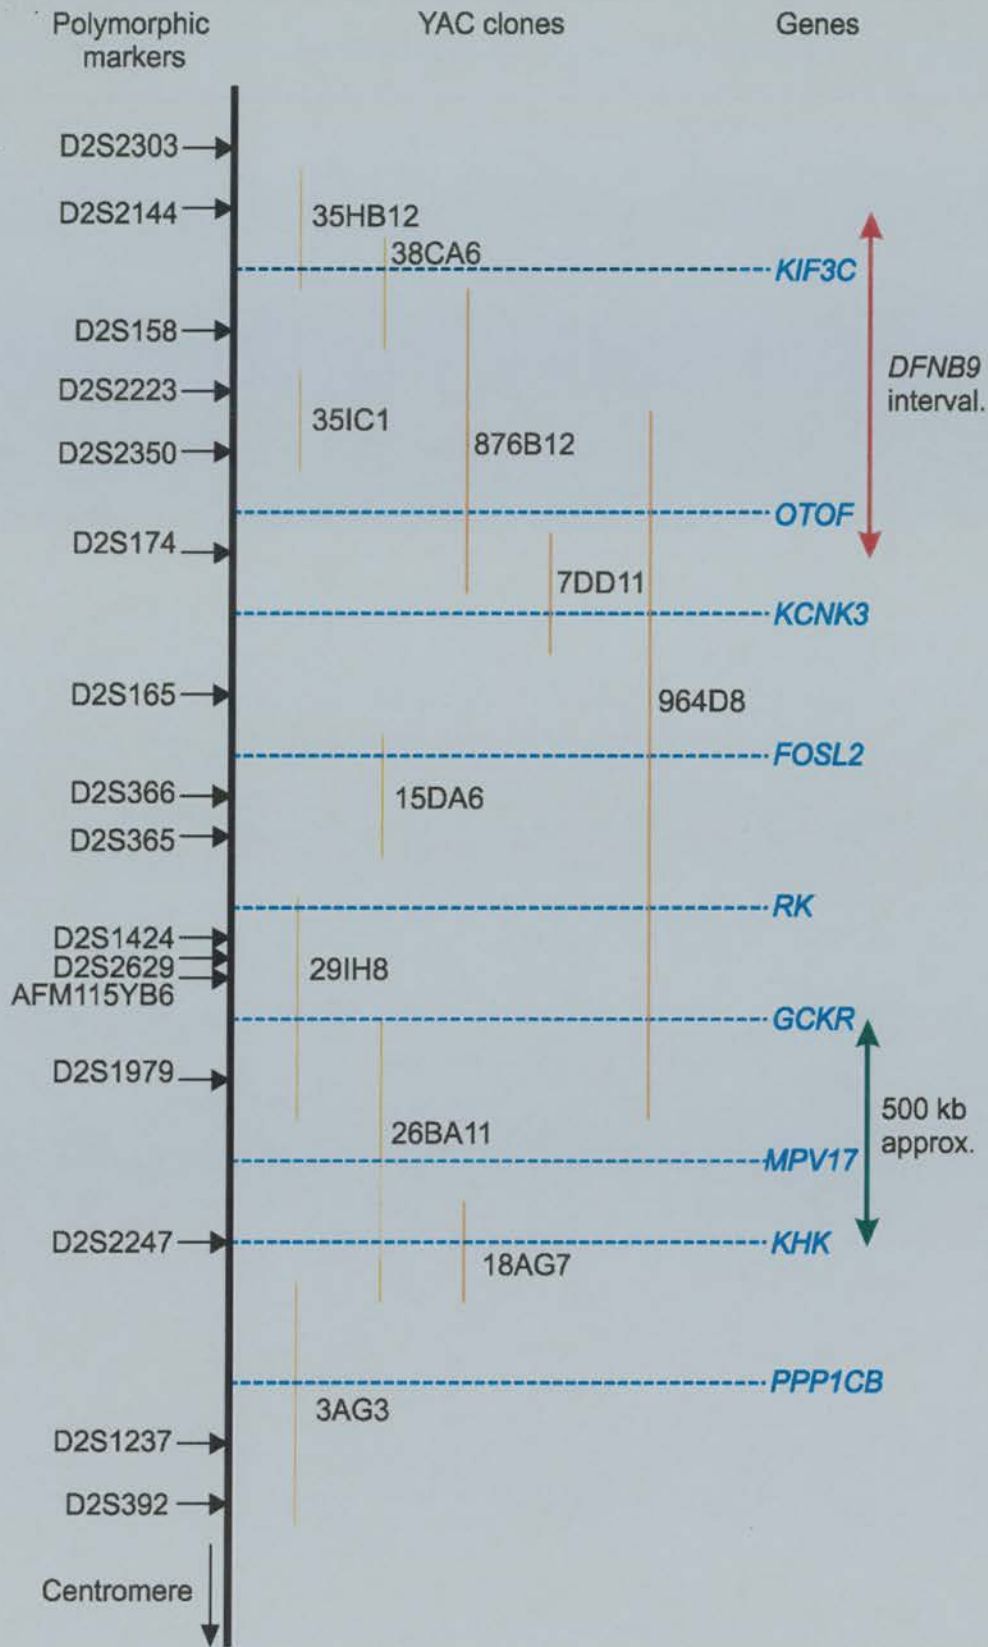 Polymorphic
markers
YAC clones
Genes
D2S2303
D2S2144
35HB12
38CA6
KIF3C
D2S158
D2S2223
DFNB9
interval.
35IC1
D2S2350
876B12
OTOF
D2S174
7DD11
KCNK3
D2S165
964D8
FOSL2
D2S366
15DA6
D2S365
RK
D2S1424
D2S2629
29IH8
AFM115YB6
GCKR
D2S1979
500 kb
approx.
26BA11
MPV17
D2S2247
KHK
18AG7
PPP1CB
3AG3
D2S1237
D2S392
Centromere